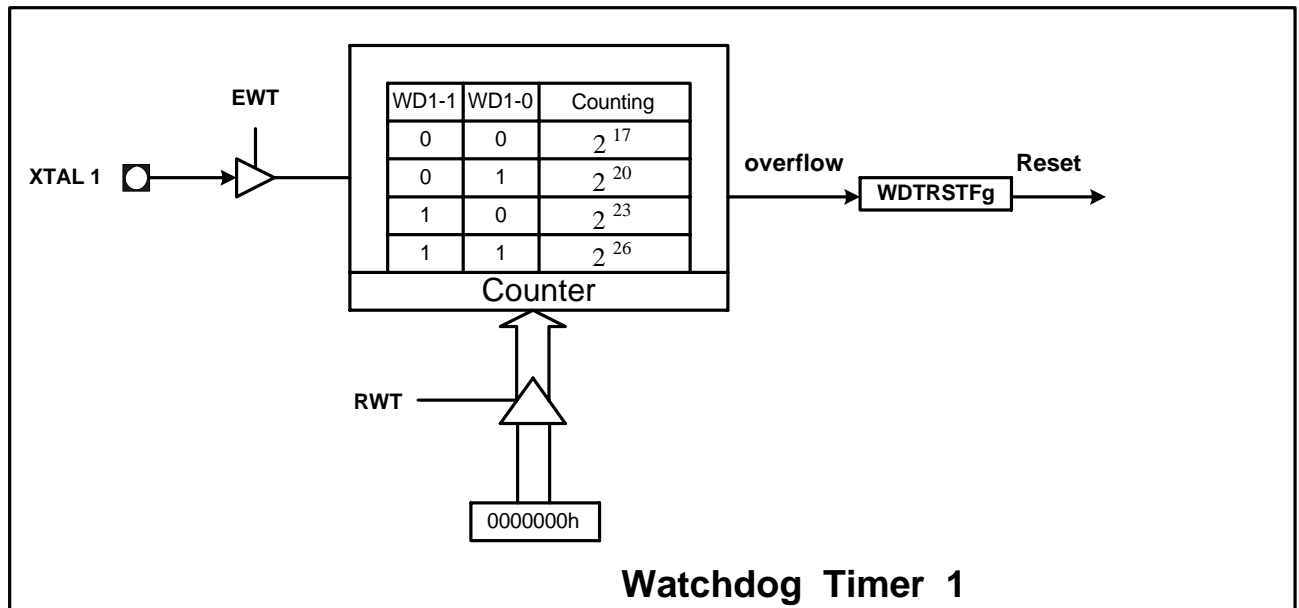 EWT
XTAL 1
WD1-1 WD1-0 Counting
0 0 2^17
0 1 2^20
1 0 2^23
1 1 2^26
Counter
overflow
WDTRSTFg
Reset
RWT
0000000h
Watchdog Timer 1